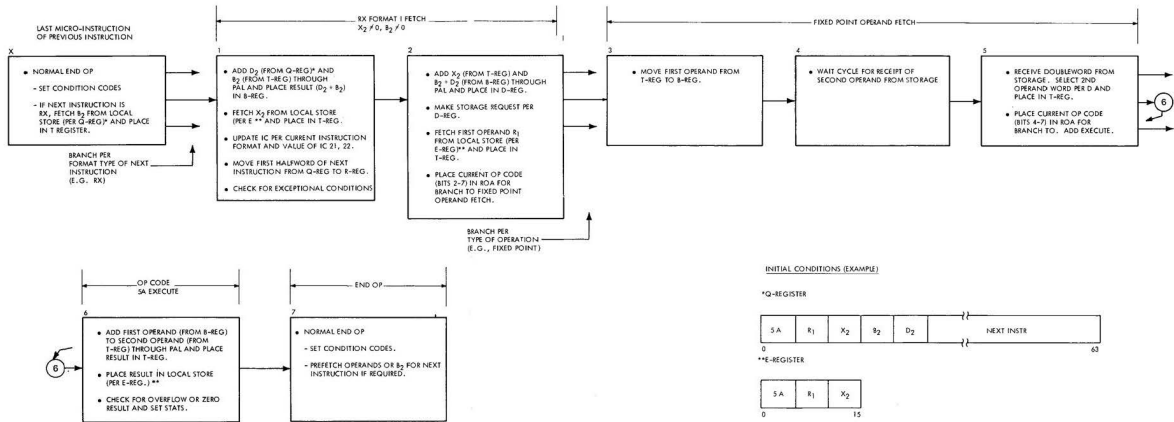 LAST MICRO-INSTRUCTION
OF PREVIOUS INSTRUCTION
X
• NORMAL END OP
- SET CONDITION CODES
- IF NEXT INSTRUCTION IS
RX, FETCH B2 FROM LOCAL
STORE (PER Q-REG)* AND PLACE
IN T REGISTER.
BRANCH PER
FORMAT TYPE OF NEXT
INSTRUCTION
(E.G. RX)
RX FORMAT I FETCH
X2 ≠ 0, B2 ≠ 0
1
• ADD D2 (FROM Q-REG)* AND
B2 (FROM T-REG) THROUGH
PAL AND PLACE RESULT (D2 + B2)
IN B-REG.
• FETCH X2 FROM LOCAL STORE
(PER E ** AND PLACE IN T-REG.
• UPDATE IC PER CURRENT INSTRUCTION
FORMAT AND VALUE OF IC 21, 22.
• MOVE FIRST HALFWORD OF NEXT
INSTRUCTION FROM Q-REG TO R-REG.
• CHECK FOR EXCEPTIONAL CONDITIONS
2
• ADD X2 (FROM T-REG) AND
B2 + D2 (FROM B-REG) THROUGH
PAL AND PLACE IN D-REG.
• MAKE STORAGE REQUEST PER
D-REG.
• FETCH FIRST OPERAND R1
FROM LOCAL STORE (PER
E-REG)** AND PLACE IN
T-REG.
• PLACE CURRENT OP CODE
(BITS 2-7) IN ROA FOR
BRANCH TO FIXED POINT
OPERAND FETCH.
BRANCH PER
TYPE OF OPERATION
(E.G., FIXED POINT)
FIXED POINT OPERAND FETCH
3
• MOVE FIRST OPERAND FROM
T-REG TO B-REG.
4
WAIT CYCLE FOR RECEIPT OF
SECOND OPERAND FROM STORAGE
5
• RECEIVE DOUBLEWORD FROM
STORAGE. SELECT 2ND
OPERAND WORD PER D AND
PLACE IN T-REG.
• PLACE CURRENT OP CODE
(BITS 4-7) IN ROA FOR
BRANCH TO. ADD EXECUTE.
6
OP CODE
5A EXECUTE
6
6
• ADD FIRST OPERAND (FROM B-REG)
TO SECOND OPERAND (FROM
T-REG) THROUGH PAL AND PLACE
RESULT IN T-REG.
• PLACE RESULT IN LOCAL STORE
(PER E-REG.) **
• CHECK FOR OVERFLOW OR ZERO
RESULT AND SET STATS.
END OP
7
• NORMAL END OP
- SET CONDITION CODES.
- PREFETCH OPERANDS OR B2 FOR NEXT
INSTRUCTION IF REQUIRED.
INITIAL CONDITIONS (EXAMPLE)
*Q-REGISTER
5A R1 X2 B2 D2 NEXT INSTR
0 63
**E-REGISTER
5A R1 X2
0 15